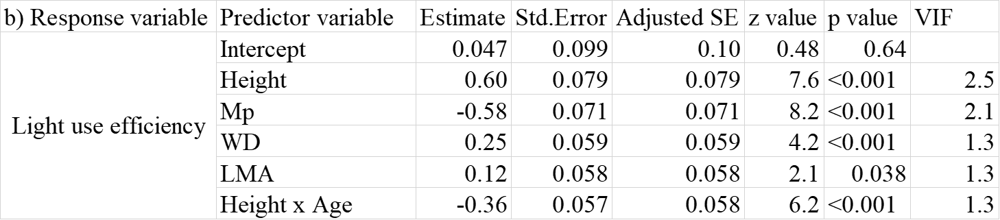 b) Response variable Predictor variable Estimate Std.Error Adjusted SE z value p value VIF
Intercept 0.047 0.099 0.10 0.48 0.64
Height 0.60 0.079 0.079 7.6 <0.001 2.5
Mp -0.58 0.071 0.071 8.2 <0.001 2.1
Light use efficiency
WD 0.25 0.059 0.059 4.2 <0.001 1.3
LMA 0.12 0.058 0.058 2.1 0.038 1.3
Height x Age -0.36 0.057 0.058 6.2 <0.001 1.3